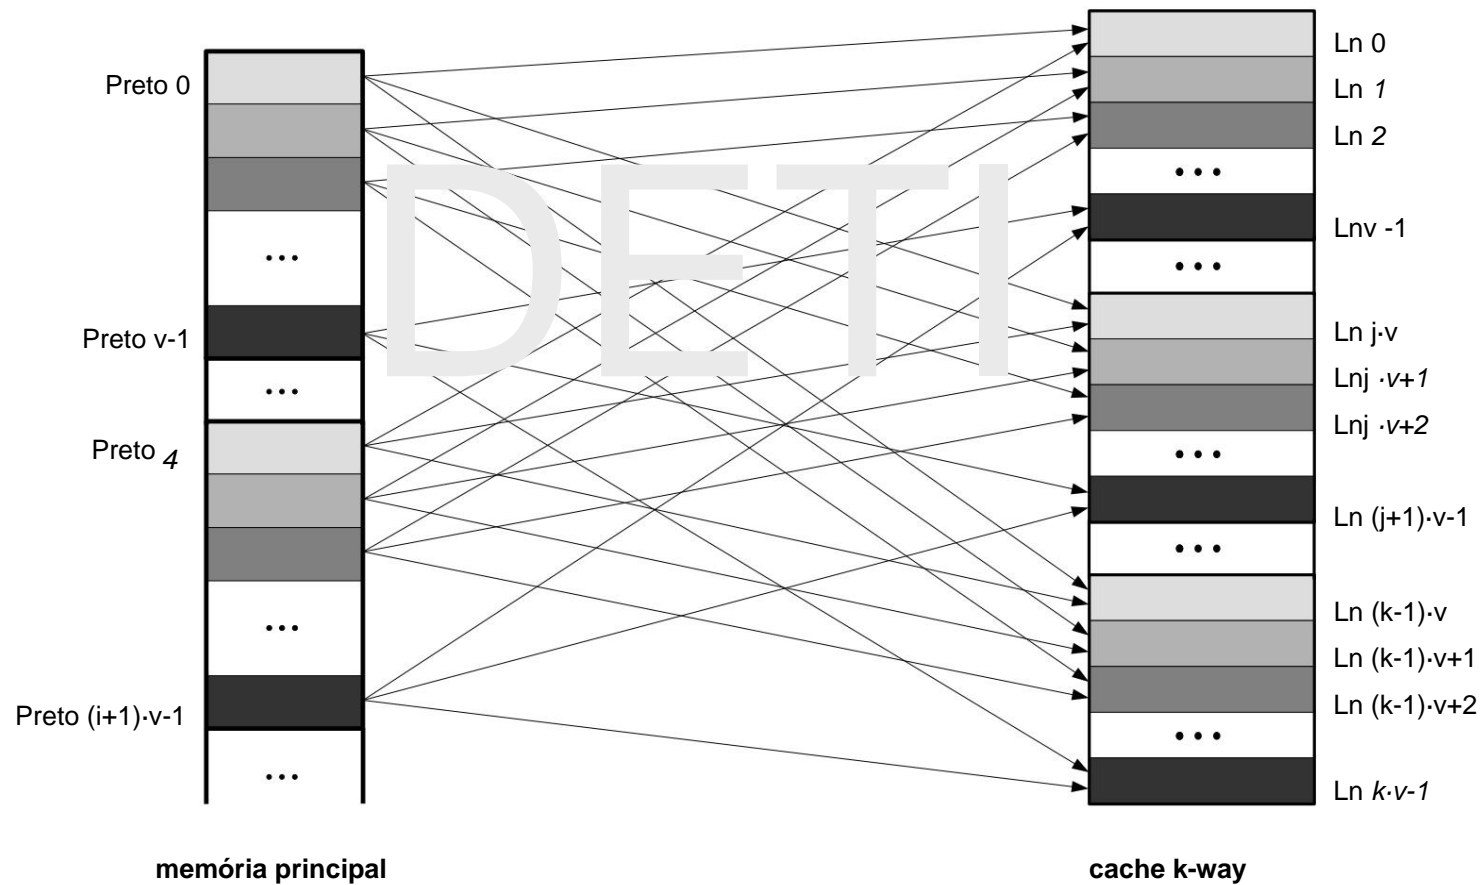 Preto 0
Preto v-1
Preto 4
Preto (i+1)·v-1
...
...
...
...
...
DETI
Ln 0
Ln 1
Ln 2
...
Lnv -1
...
Ln j·v
Lnj ·v+1
Lnj ·v+2
...
Ln (j+1)·v-1
...
Ln (k-1)·v
Ln (k-1)·v+1
Ln (k-1)·v+2
...
Ln k·v-1
memória principal
cache k-way